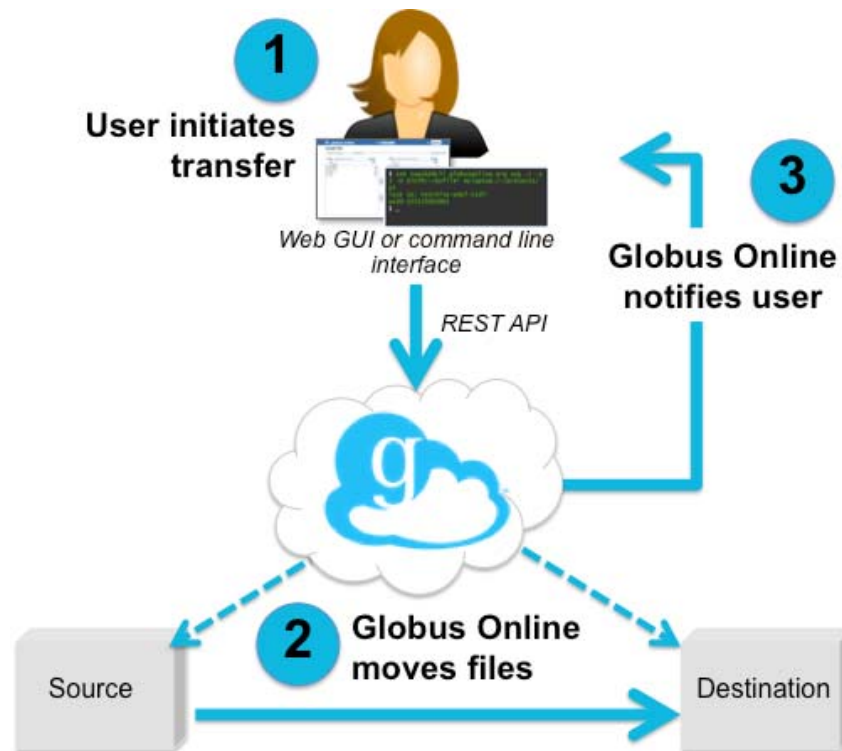 1
User initiates
transfer
Web GUI or command line
interface
REST API
3
Globus Online
notifies user
g
2
Globus Online
moves files
Source
Destination